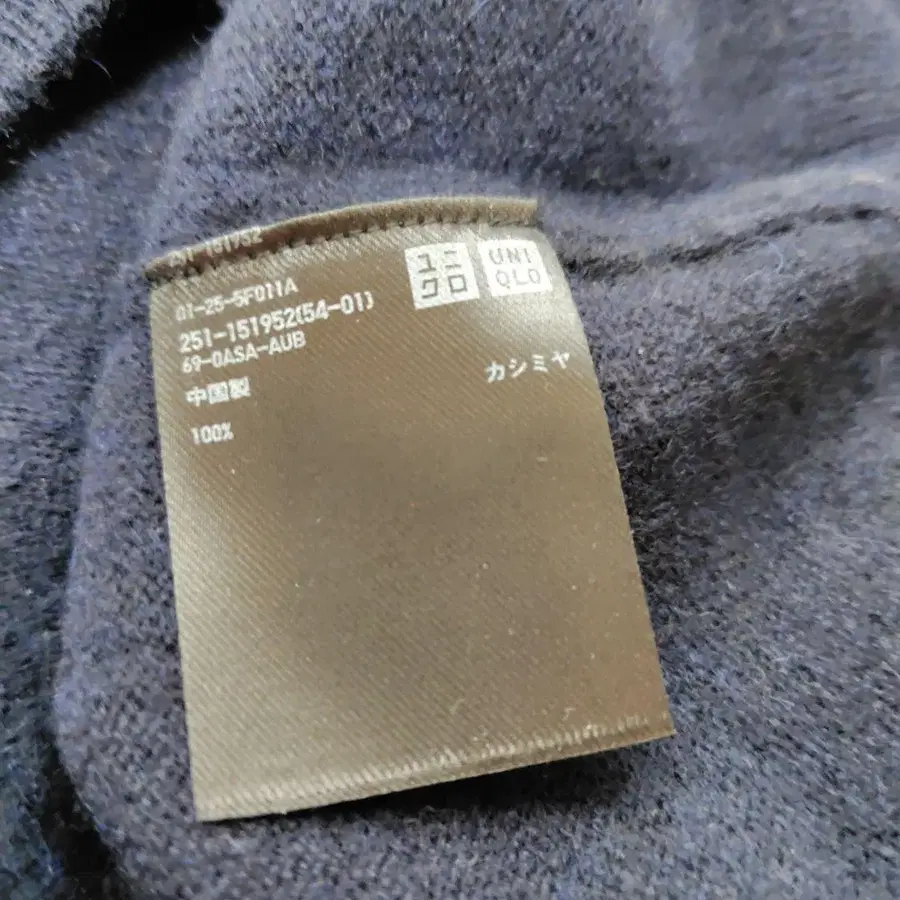 ユニ
クロ
UNI
QLO
01-25-5F011A
251-151952(54-01)
69-0ASA-AUB
中国製
カシミヤ
100%